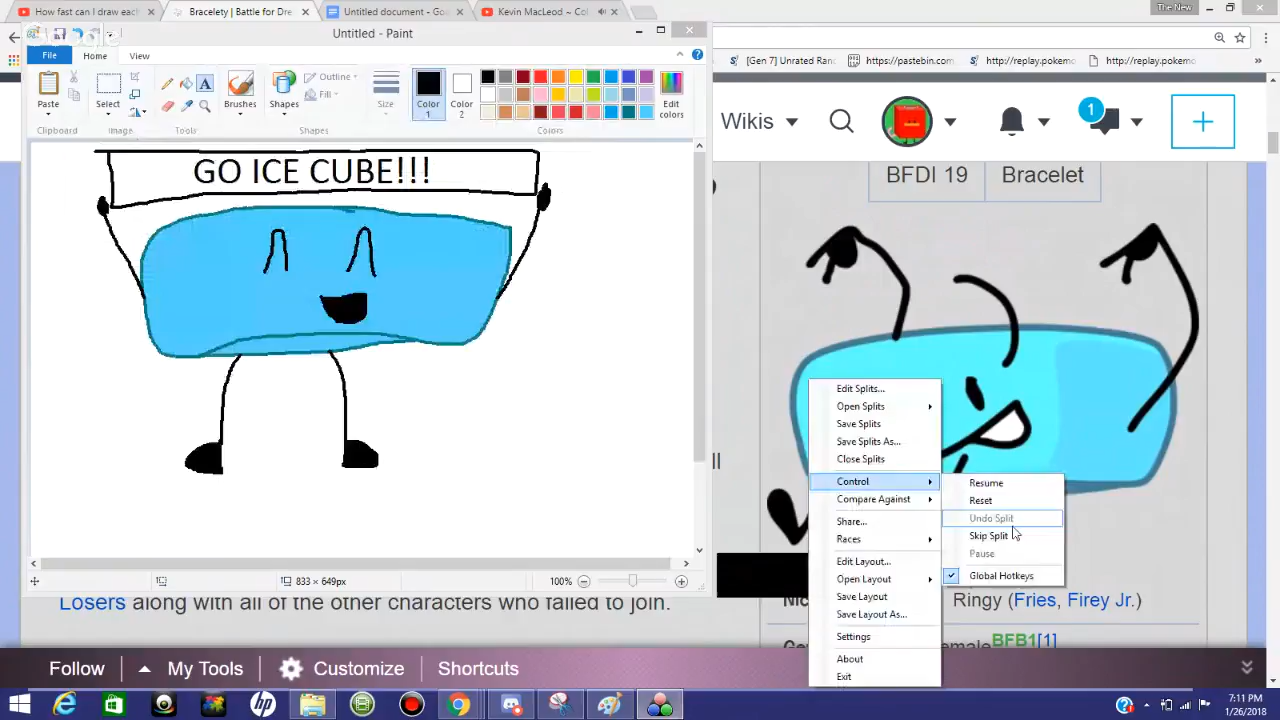 How fast can I draw each
Bracelety | Battle for Dre
Untitled document - Go
Kevin MacLeod ~ Co
The New
Untitled - Paint
File
Home
View
Paste
Select
Brushes
Shapes
Outline
Fill
Size
Color 1
Color 2
Edit colors
Clipboard
Image
Tools
Shapes
Colors
[Gen 7] Unrated Ran
https://pastebin.com
http://replay.pokemo
http://replay.pokemo
Wikis
1
BFDI 19
Bracelet
GO ICE CUBE!!!
Edit Splits...
Open Splits
Save Splits
Save Splits As...
Close Splits
Control
Compare Against
Share...
Races
Edit Layout...
Open Layout
Save Layout
Save Layout As...
Settings
About
Exit
Resume
Reset
Undo Split
Skip Split
Pause
Global Hotkeys
833 × 649px
100%
Losers along with all of the other characters who failed to join.
Ringy (Fries, Firey Jr.)
BFB1[1]
Follow
My Tools
Customize
Shortcuts
7:11 PM
1/26/2018